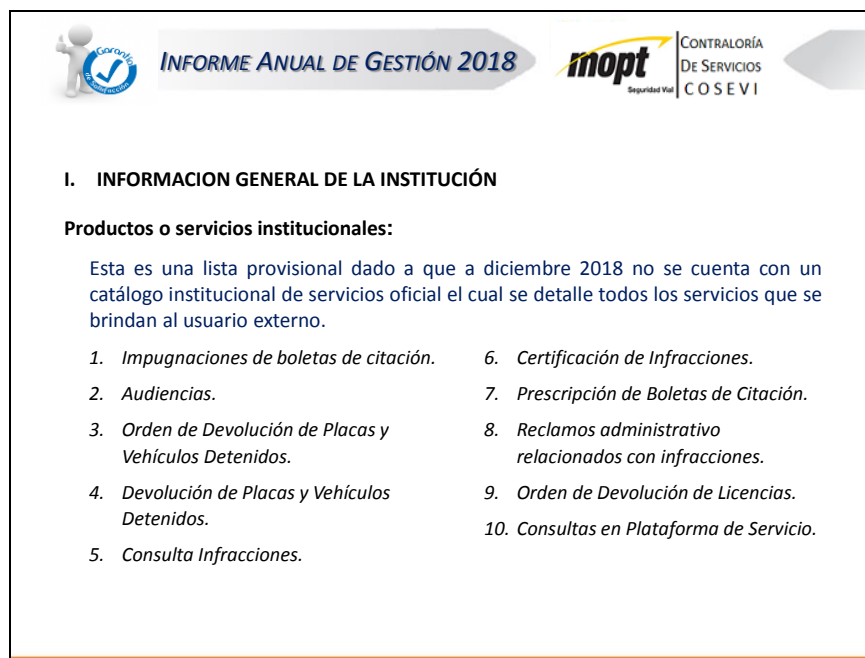 Garantía
de Satisfacción
INFORME ANUAL DE GESTIÓN 2018
mopt
Seguridad Vial
CONTRALORÍA
DE SERVICIOS
COSEVI
I. INFORMACION GENERAL DE LA INSTITUCIÓN
Productos o servicios institucionales:
Esta es una lista provisional dado a que a diciembre 2018 no se cuenta con un
catálogo institucional de servicios oficial el cual se detalle todos los servicios que se
brindan al usuario externo.
1. Impugnaciones de boletas de citación.
2. Audiencias.
3. Orden de Devolución de Placas y
Vehículos Detenidos.
4. Devolución de Placas y Vehículos
Detenidos.
5. Consulta Infracciones.
6. Certificación de Infracciones.
7. Prescripción de Boletas de Citación.
8. Reclamos administrativo
relacionados con infracciones.
9. Orden de Devolución de Licencias.
10. Consultas en Plataforma de Servicio.